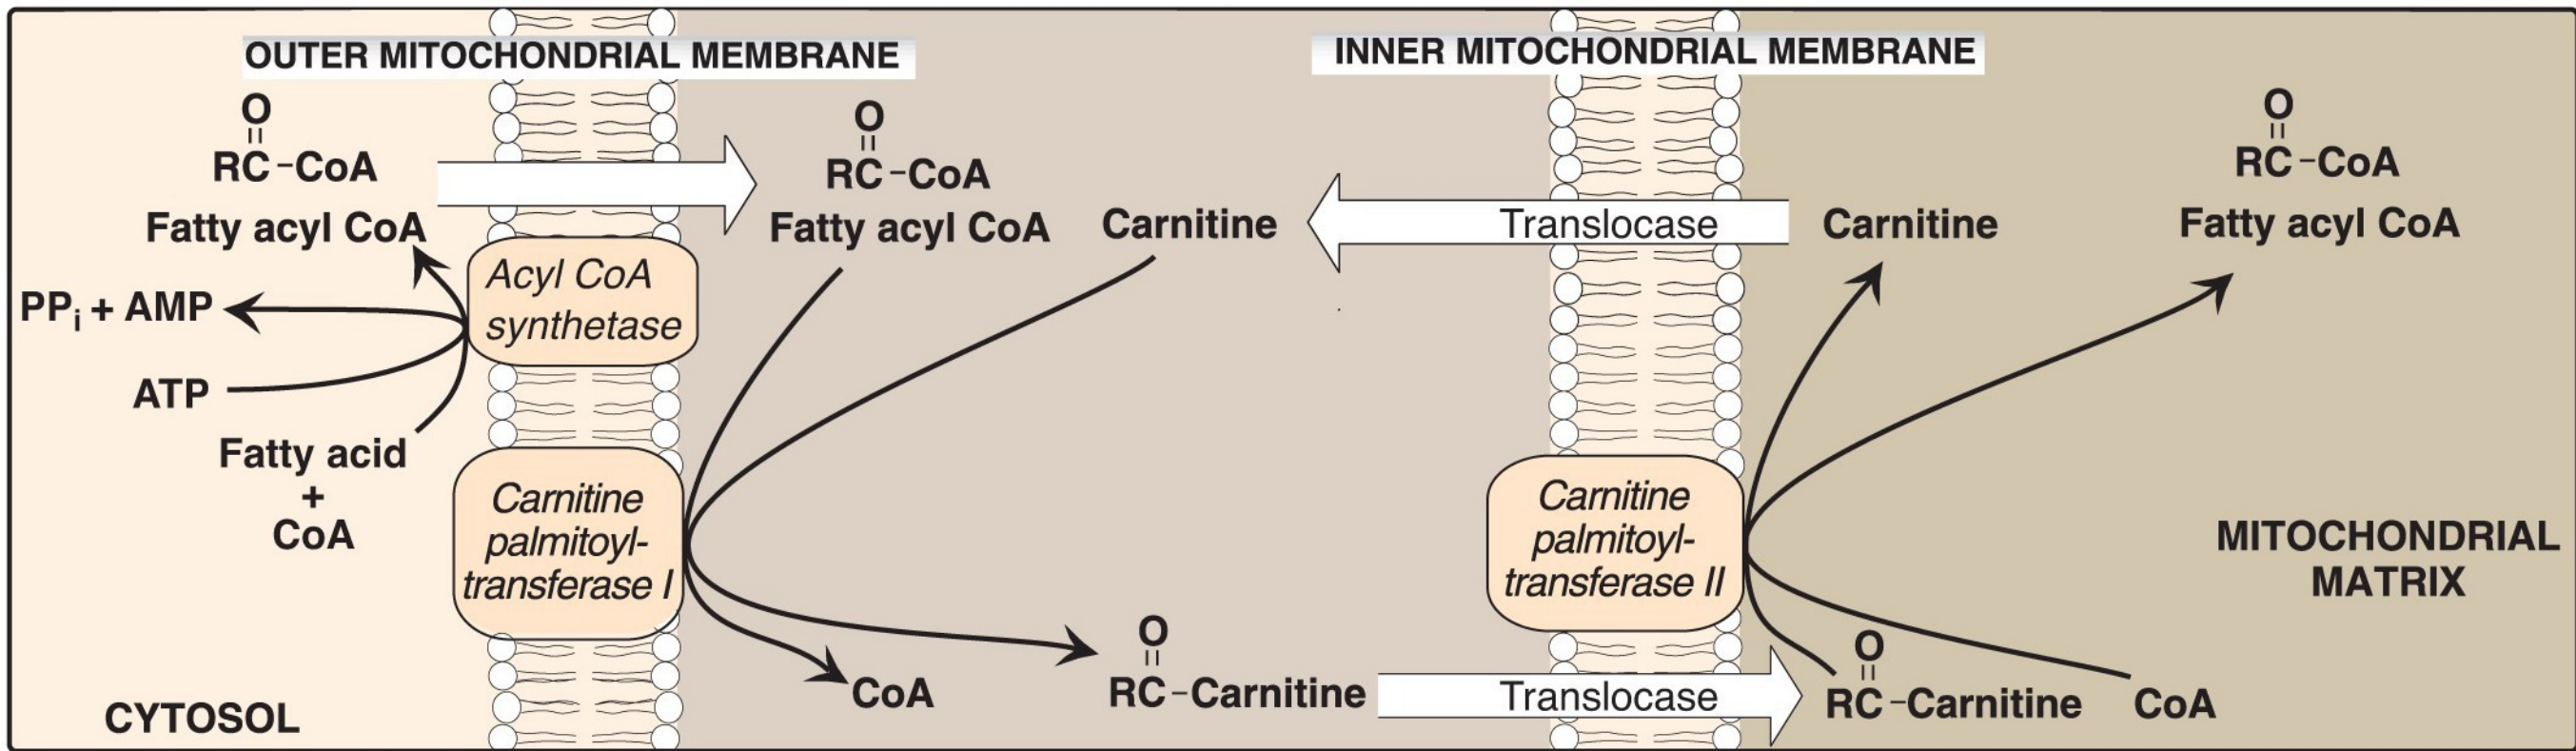 OUTER MITOCHONDRIAL MEMBRANE
INNER MITOCHONDRIAL MEMBRANE
O
RC-CoA
Fatty acyl CoA
O
RC-CoA
Fatty acyl CoA
Carnitine
Translocase
Carnitine
O
RC-CoA
Fatty acyl CoA
Acyl CoA
synthetase
PPi + AMP
ATP
Fatty acid
+
CoA
Carnitine
palmitoyl-
transferase I
Carnitine
palmitoyl-
transferase II
MITOCHONDRIAL
MATRIX
CoA
O
RC-Carnitine
Translocase
O
RC-Carnitine
CoA
CYTOSOL